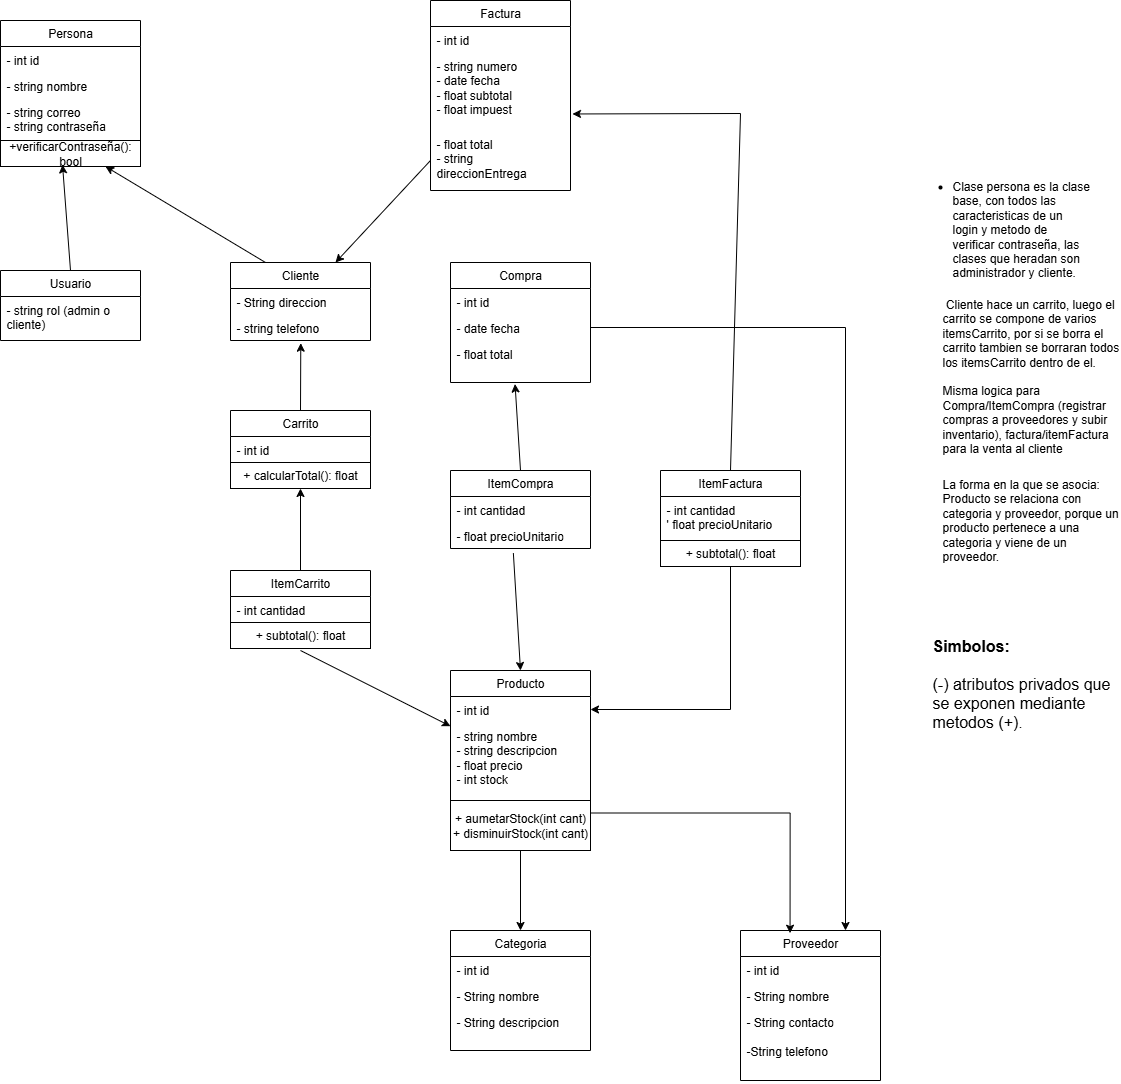 Persona
- int id
- string nombre
- string correo
- string contraseña
+verificarContraseña():
bool
Factura
- int id
- string numero
- date fecha
- float subtotal
- float impuest
- float total
- string
direccionEntrega
Usuario
- string rol (admin o
cliente)
Cliente
- String direccion
- string telefono
Compra
- int id
- date fecha
- float total
Carrito
- int id
+ calcularTotal(): float
ItemCompra
- int cantidad
- float precioUnitario
ItemFactura
- int cantidad
' float precioUnitario
+ subtotal(): float
ItemCarrito
- int cantidad
+ subtotal(): float
Producto
- int id
- string nombre
- string descripcion
- float precio
- int stock
+ aumetarStock(int cant)
+ disminuirStock(int cant)
Categoria
- int id
- String nombre
- String descripcion
Proveedor
- int id
- String nombre
- String contacto
-String telefono
• Clase persona es la clase
base, con todos las
caracteristicas de un
login y metodo de
verificar contraseña, las
clases que heradan son
administrador y cliente.
Cliente hace un carrito, luego el
carrito se compone de varios
itemsCarrito, por si se borra el
carrito tambien se borraran todos
los itemsCarrito dentro de el.
Misma logica para
Compra/ItemCompra (registrar
compras a proveedores y subir
inventario), factura/itemFactura
para la venta al cliente
La forma en la que se asocia:
Producto se relaciona con
categoria y proveedor, porque un
producto pertenece a una
categoria y viene de un
proveedor.
Simbolos:
(-) atributos privados que
se exponen mediante
metodos (+).